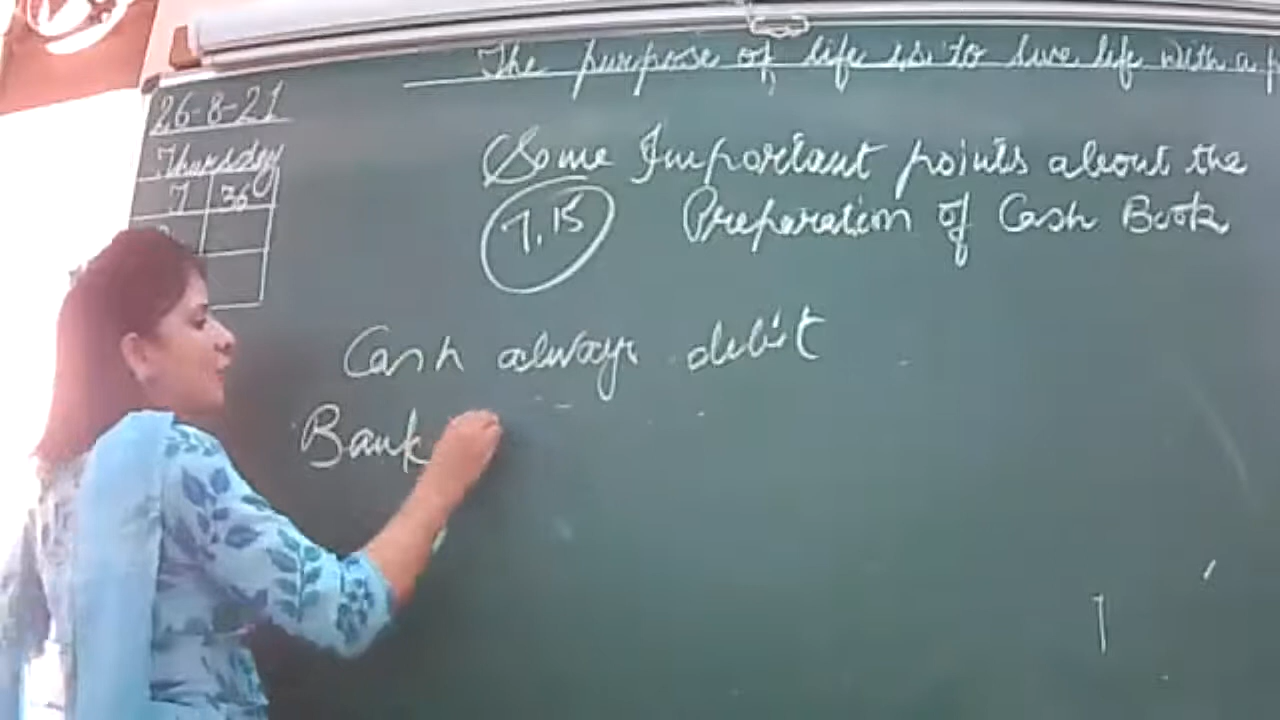 The purpose of life is to live life with a p
26-8-21
Thursday
7 36
Some Important points about the
7.15 Preparation of Cash Book
Cash always debit
Bank